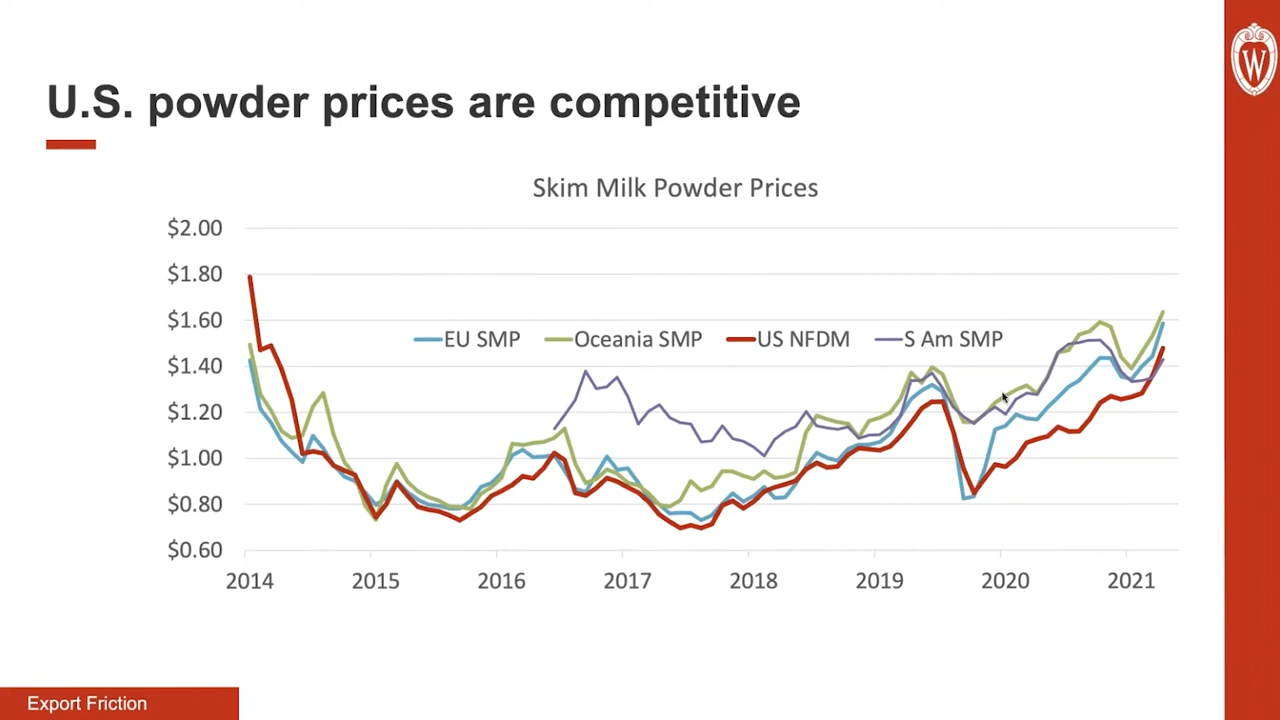 U.S. powder prices are competitive
W
Skim Milk Powder Prices
$2.00
$1.80
$1.60
$1.40
$1.20
$1.00
$0.80
$0.60
EU SMP Oceania SMP US NFDM S Am SMP
2014 2015 2016 2017 2018 2019 2020 2021
Export Friction